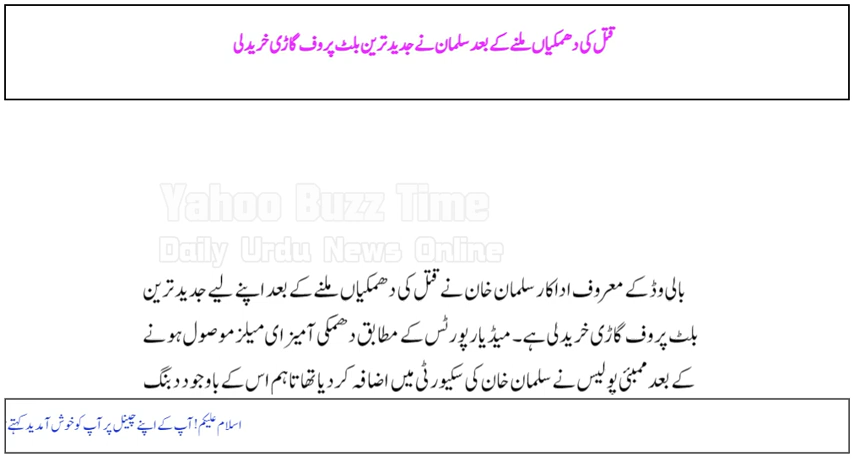 قتل کی دھمکیاں ملنے کے بعد سلمان نے جدید ترین بلٹ پروف گاڑی خرید لی
Yahoo Buzz Time
Daily Urdu News Online
بالی وڈ کے معروف اداکار سلمان خان نے قتل کی دھمکیاں ملنے کے بعد اپنے لیے جدید ترین
بلٹ پروف گاڑی خرید لی ہے۔ میڈیا رپورٹس کے مطابق دھمکی آمیز ای میلز موصول ہونے
کے بعد ممبئی پولیس نے سلمان خان کی سکیورٹی میں اضافہ کر دیا تھا تاہم اس کے باوجود دبنگ
اسلام علیکم! آپ کے اپنے چینل پر آپ کو خوش آمدید کہتے